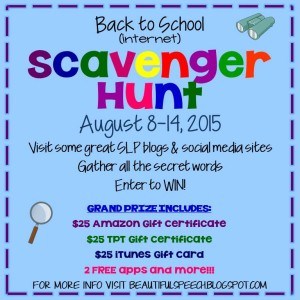 Back to School
(internet)
Scavenger
Hunt
August 8-14, 2015
Visit some great SLP blogs & social media sites
Gather all the secret words
Enter to WIN!
GRAND PRIZE INCLUDES:
$25 Amazon Gift Certificate
$25 TPT Gift Certificate
$25 iTunes Gift Card
2 FREE apps and more!!!
FOR MORE INFO VISIT BEAUTIFULSPEECH.BLOGSPOT.COM